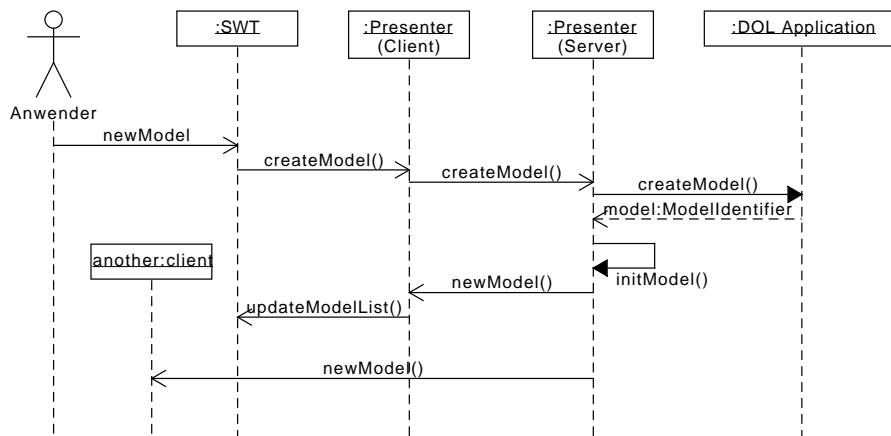 :SWT
:Presenter
(Client)
:Presenter
(Server)
:DOL Application
Anwender
newModel
createModel()
createModel()
createModel()
model:ModelIdentifier
another:client
initModel()
newModel()
updateModelList()
newModel()